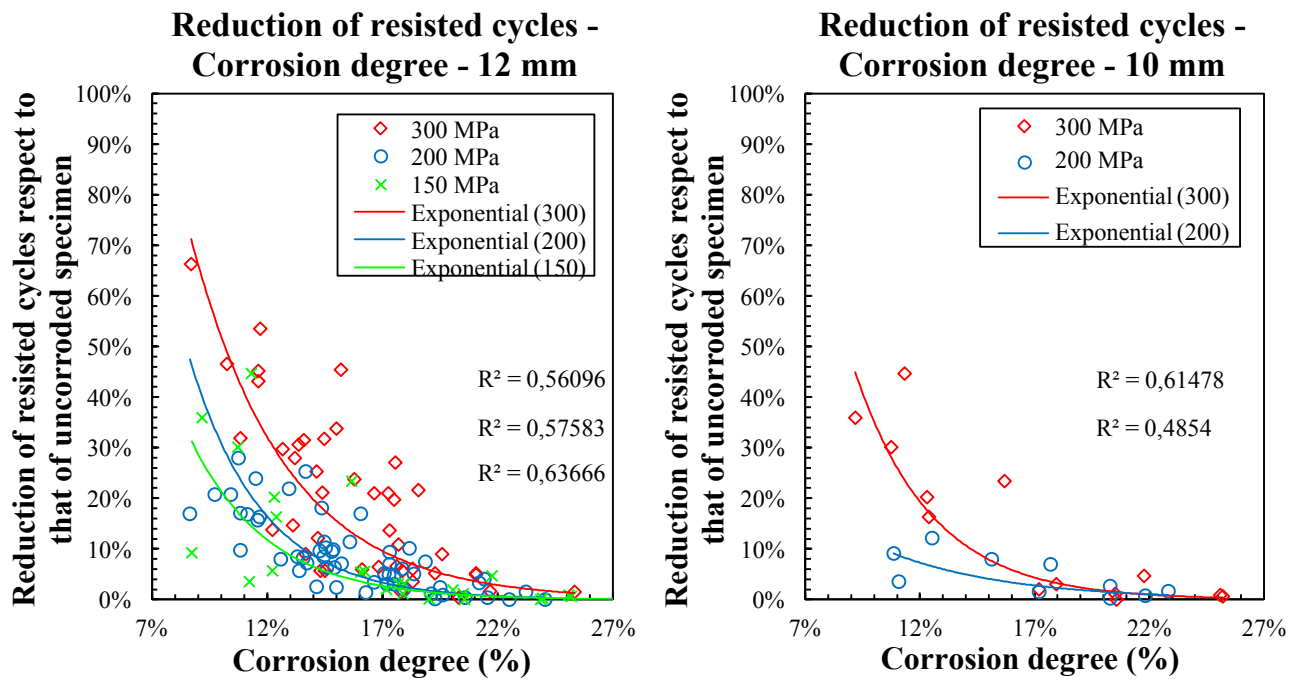 Reduction of resisted cycles -
Corrosion degree - 12 mm
Reduction of resisted cycles respect to
that of uncorroded specimen
100%
90%
80%
70%
60%
50%
40%
30%
20%
10%
0%
300 MPa
200 MPa
150 MPa
Exponential (300)
Exponential (200)
Exponential (150)
R² = 0,56096
R² = 0,57583
R² = 0,63666
7%
12%
17%
22%
27%
Corrosion degree (%)
Reduction of resisted cycles -
Corrosion degree - 10 mm
Reduction of resisted cycles respect to
that of uncorroded specimen
100%
90%
80%
70%
60%
50%
40%
30%
20%
10%
0%
300 MPa
200 MPa
Exponential (300)
Exponential (200)
R² = 0,61478
R² = 0,4854
7%
12%
17%
22%
27%
Corrosion degree (%)